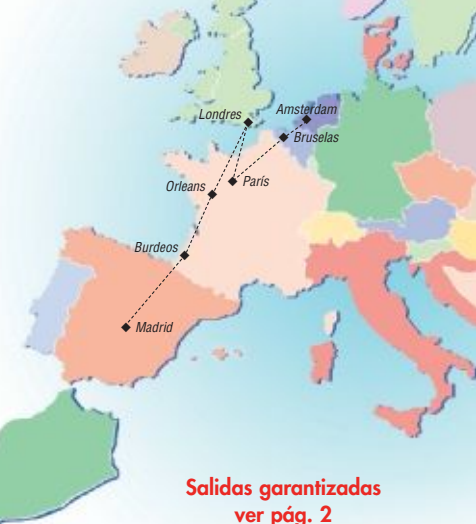 Londres
Amsterdam
Bruselas
París
Orleans
Burdeos
Madrid
Salidas garantizadas
ver pág. 2